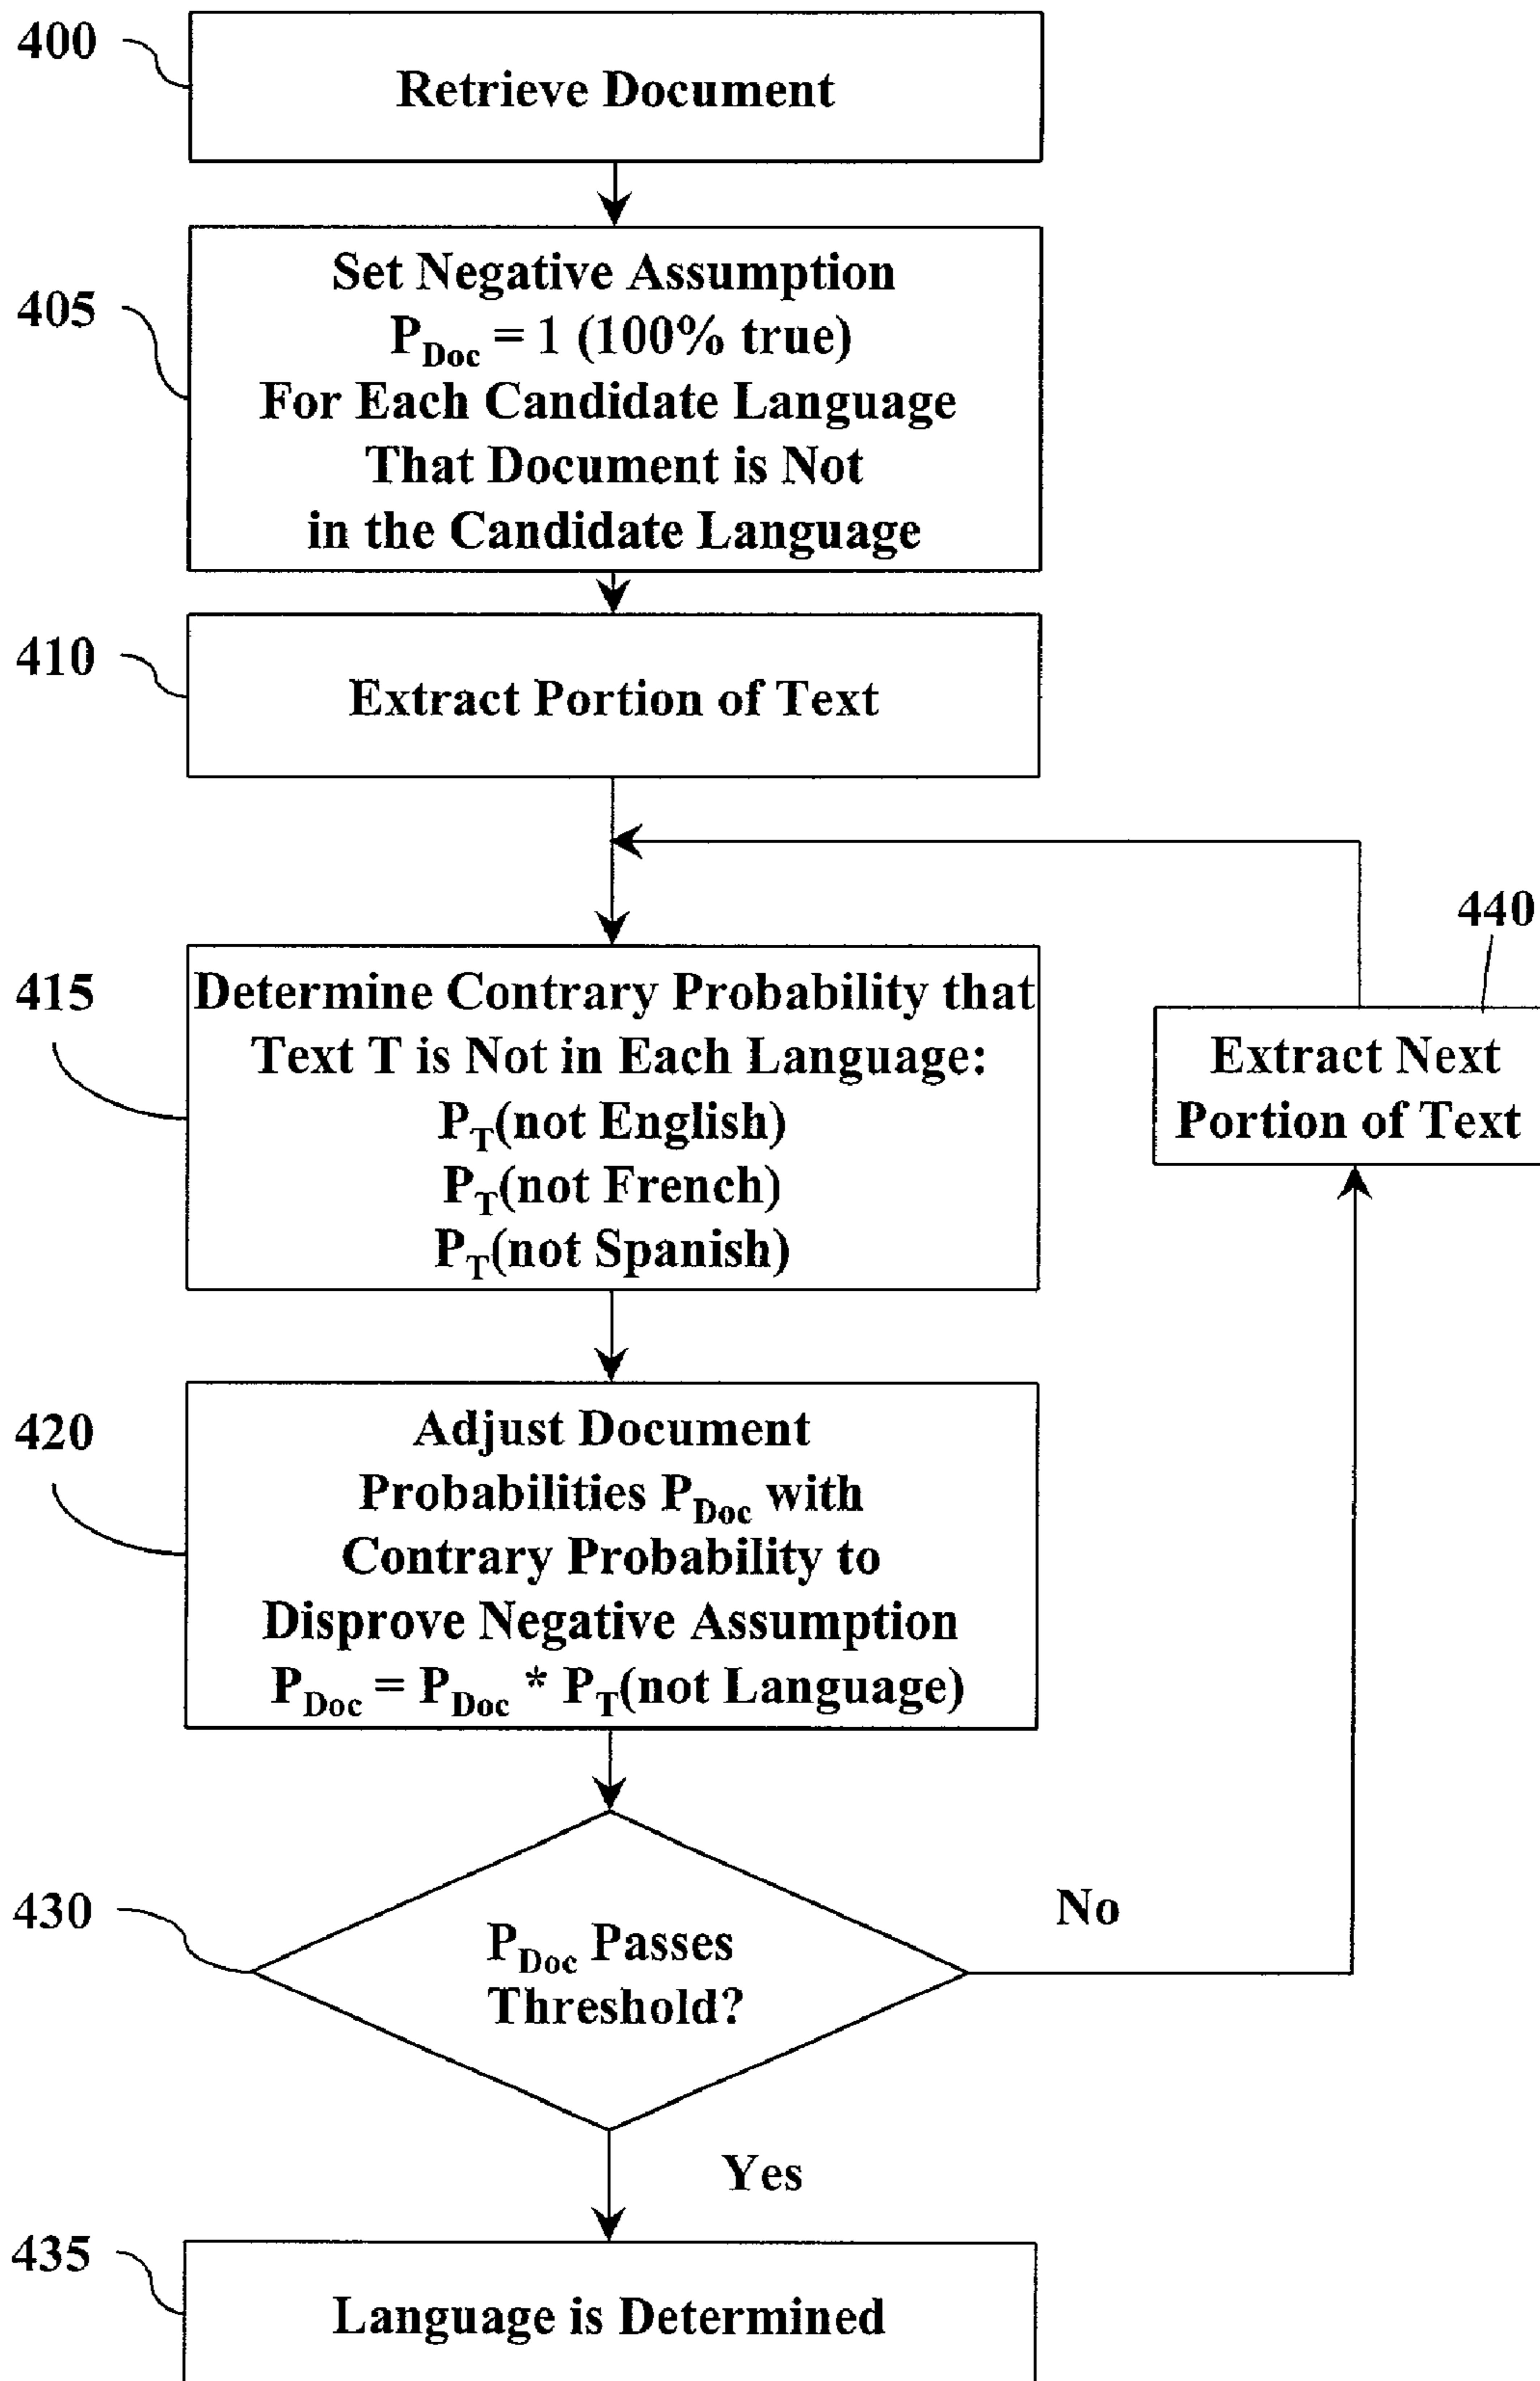 400
Retrieve Document
405
Set Negative Assumption
P_Doc = 1 (100% true)
For Each Candidate Language
That Document is Not
in the Candidate Language
410
Extract Portion of Text
415
Determine Contrary Probability that
Text T is Not in Each Language:
P_T(not English)
P_T(not French)
P_T(not Spanish)
440
Extract Next
Portion of Text
420
Adjust Document
Probabilities P_Doc with
Contrary Probability to
Disprove Negative Assumption
P_Doc = P_Doc * P_T(not Language)
430
P_Doc Passes
Threshold?
No
Yes
435
Language is Determined